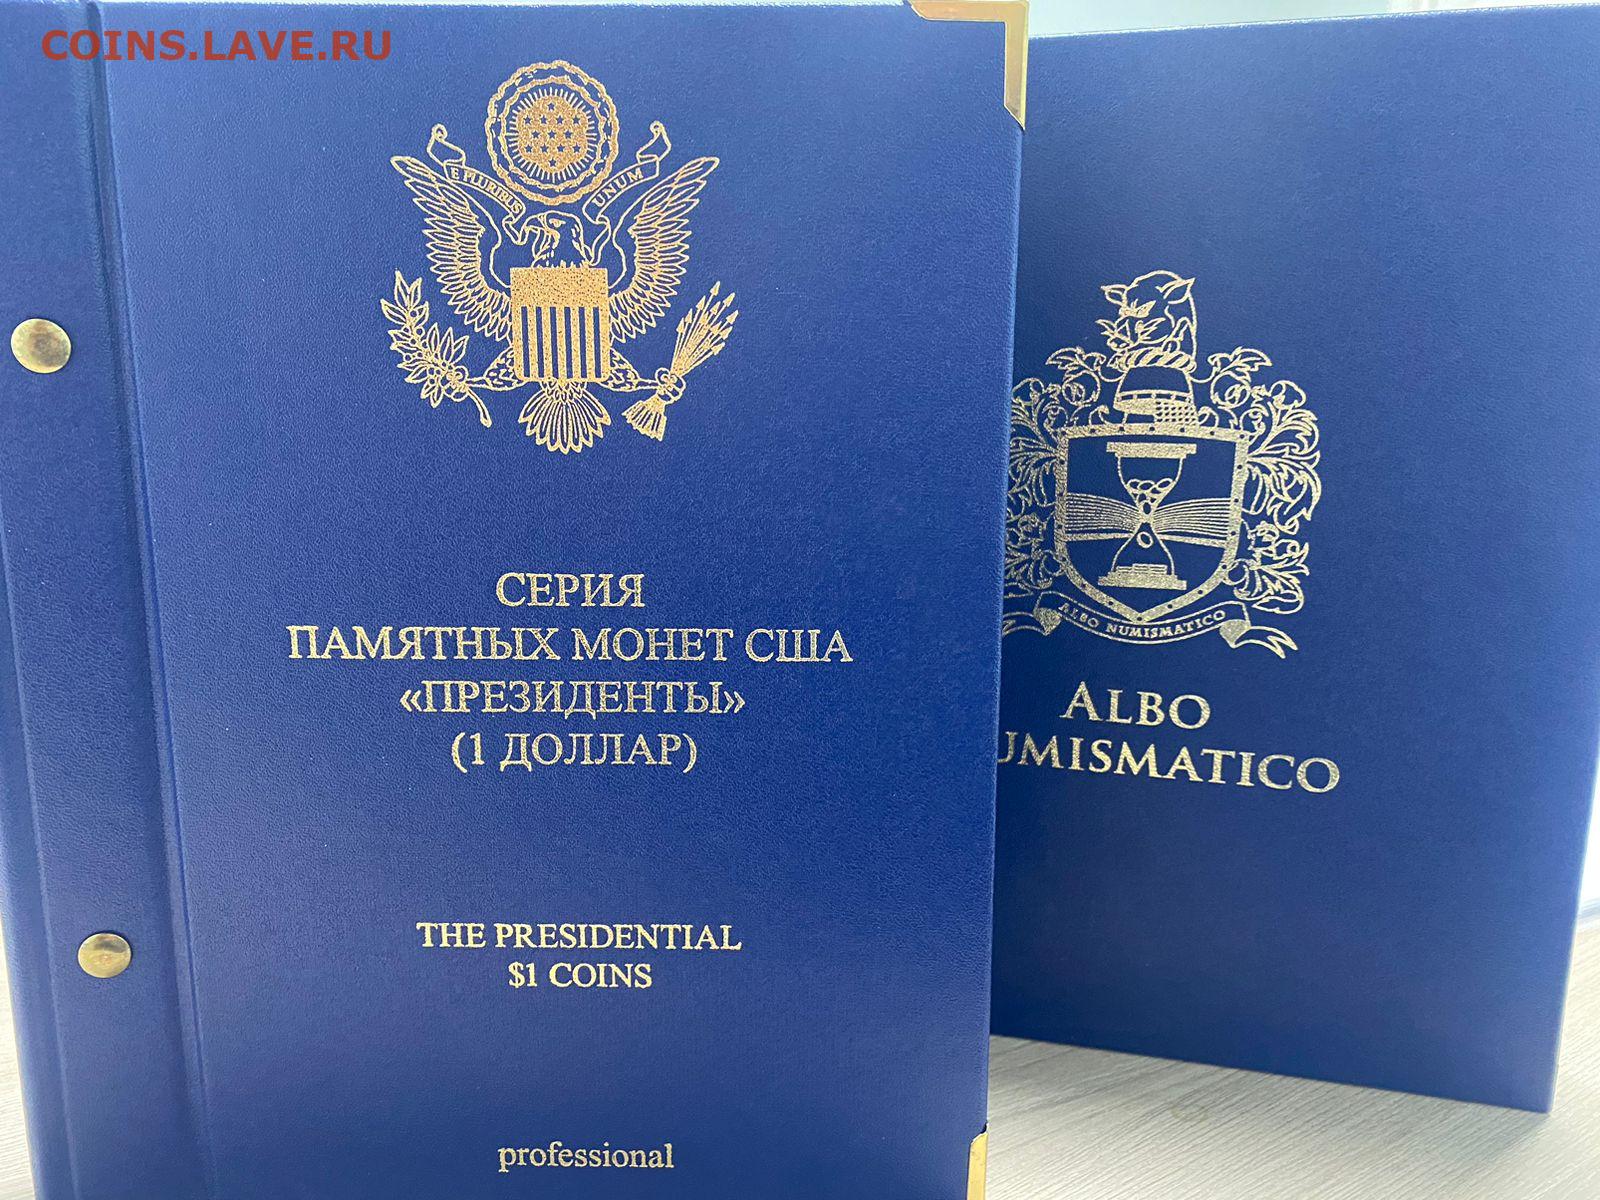 COINS.LAVE.RU
E PLURIBUS UNUM
СЕРИЯ
ПАМЯТНЫХ МОНЕТ США
«ПРЕЗИДЕНТЫ»
(1 ДОЛЛАР)
THE PRESIDENTIAL
$1 COINS
professional
ALBO NUMISMATICO
ALBO
UMISMATICO